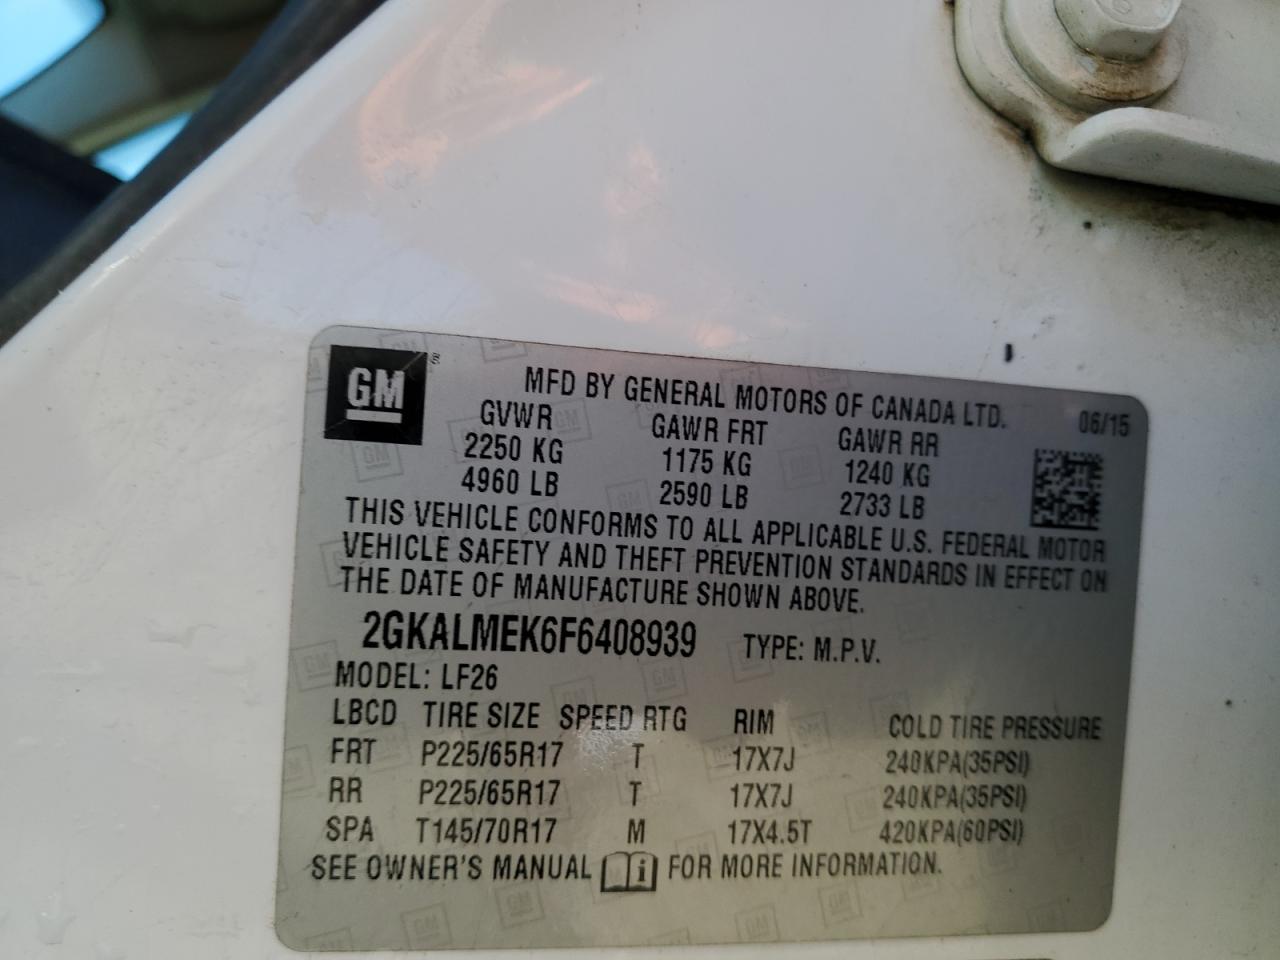 GM
MFD BY GENERAL MOTORS OF CANADA LTD. 06/15
GVWR GAWR FRT GAWR RR
2250 KG 1175 KG 1240 KG
4960 LB 2590 LB 2733 LB
THIS VEHICLE CONFORMS TO ALL APPLICABLE U.S. FEDERAL MOTOR
VEHICLE SAFETY AND THEFT PREVENTION STANDARDS IN EFFECT ON
THE DATE OF MANUFACTURE SHOWN ABOVE.
2GKALMEK6F6408939 TYPE: M.P.V.
MODEL: LF26
LBCD TIRE SIZE SPEED RTG RIM COLD TIRE PRESSURE
FRT P225/65R17 T 17X7J 240KPA(35PSI)
RR P225/65R17 T 17X7J 240KPA(35PSI)
SPA T145/70R17 M 17X4.5T 420KPA(60PSI)
SEE OWNER'S MANUAL i FOR MORE INFORMATION.